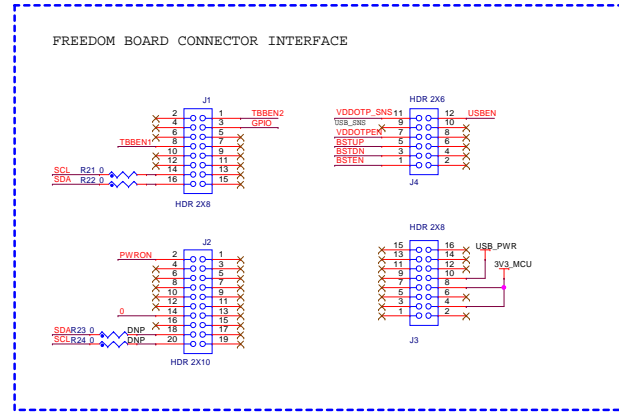 FREEDOM BOARD CONNECTOR INTERFACE
J1
2 1 TBBEN2
4 3 GPIO
6 5
TBBEN1 8 7
10 9
12 11
SCL R21 0 14 13
SDA R22 0 16 15
HDR 2X8
HDR 2X6
VDDOTP_SNS 11 12 USBEN
USB_SNS 9 10
VDDOTPEN 7 8
BSTUP 5 6
BSTDN 3 4
BSTEN 1 2
J4
J2
PWRON 2 1
4 3
6 5
8 7
10 9
12 11
0 14 13
16 15
SDA R23 0 DNP 18 17
SCL R24 0 DNP 20 19
HDR 2X10
HDR 2X8
15 16 USB_PWR
13 14
11 12 3V3_MCU
9 10
7 8
5 6
3 4
1 2
J3